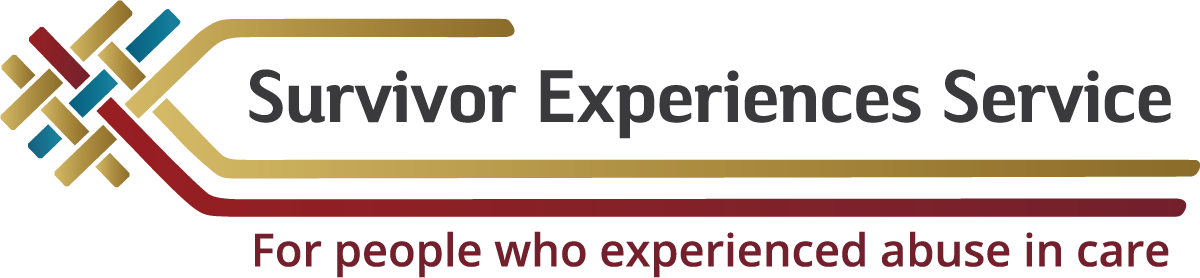 Survivor Experiences Service
For people who experienced abuse in care